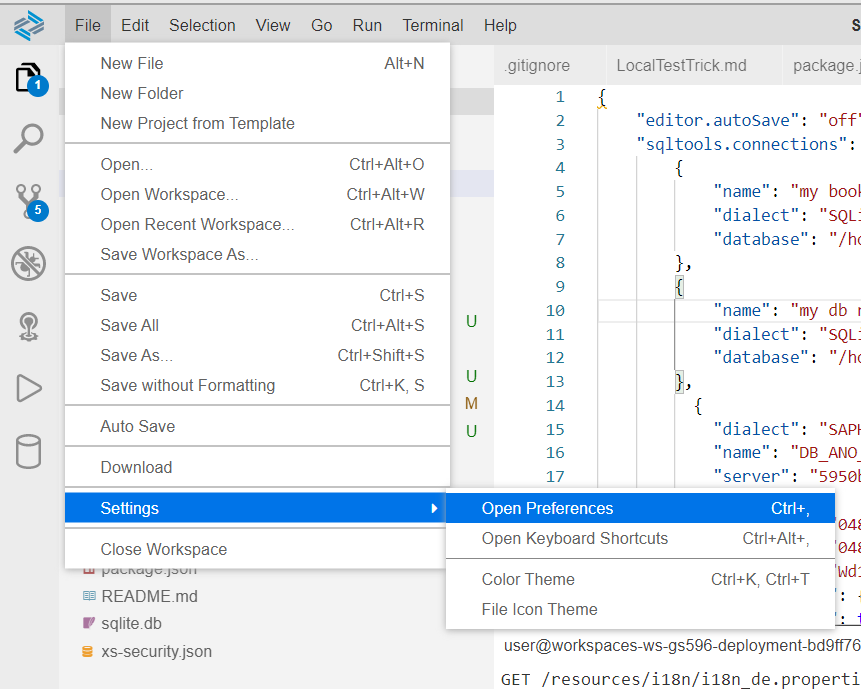 File Edit Selection View Go Run Terminal Help
New File Alt+N
New Folder
New Project from Template
Open... Ctrl+Alt+O
Open Workspace... Ctrl+Alt+W
Open Recent Workspace... Ctrl+Alt+R
Save Workspace As...
Save Ctrl+S
Save All Ctrl+Alt+S
Save As... Ctrl+Shift+S
Save without Formatting Ctrl+K, S
Auto Save
Download
Settings
Close Workspace
Open Preferences Ctrl+,
Open Keyboard Shortcuts Ctrl+Alt+,
Color Theme Ctrl+K, Ctrl+T
File Icon Theme
1
5
U
U
M
U
package.json
README.md
sqlite.db
xs-security.json
.gitignore LocalTestTrick.md package.j
1 {
2 "editor.autoSave": "off"
3 "sqltools.connections":
4 {
5 "name": "my book
6 "dialect": "SQLi
7 "database": "/ho
8 },
9 {
10 "name": "my db n
11 "dialect": "SQLi
12 "database": "/ho
13 },
14 {
15 "dialect": "SAPH
16 "name": "DB_ANO_
17 "server": "5950b
user@workspaces-ws-gs596-deployment-bd9ff76
GET /resources/i18n/i18n_de.properti